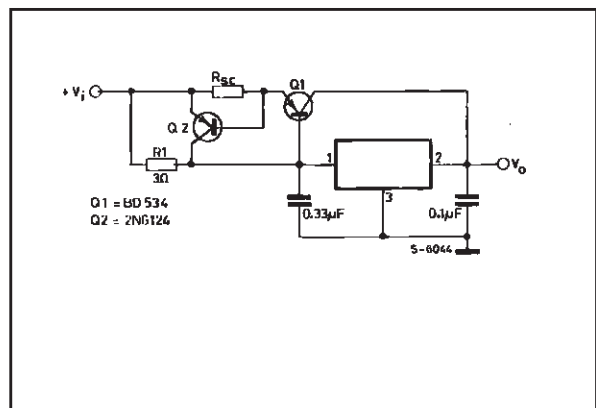 Rsc
Q1
+ Vi
Q 2
R1
3Ω
1
2
Vo
3
Q1 = BD 534
Q2 = 2N6124
0.33µF
0.1µF
S-6044